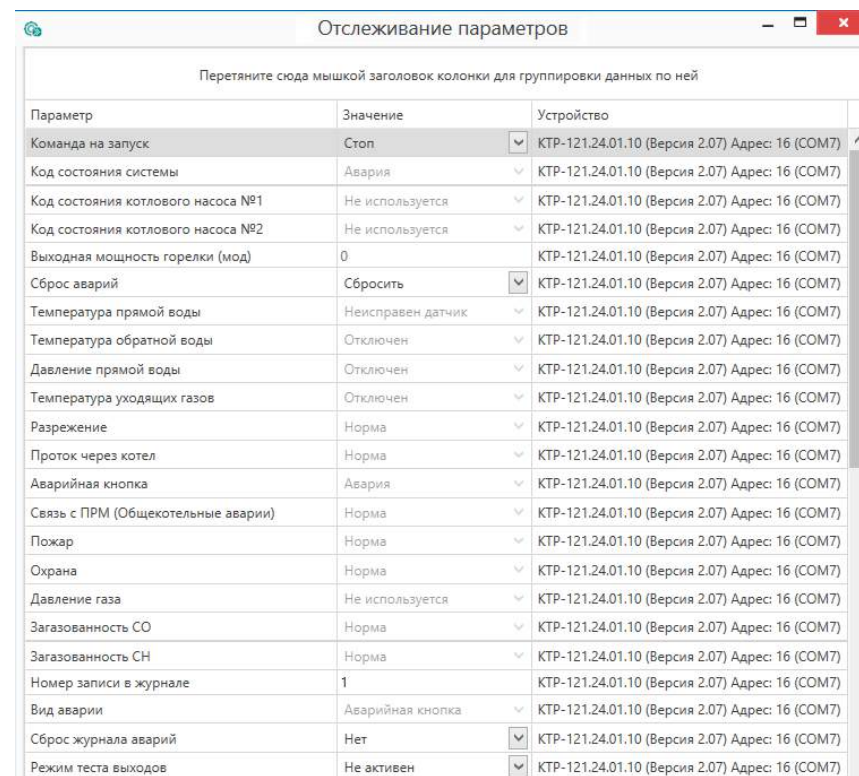 Отслеживание параметров
Перетяните сюда мышкой заголовок колонки для группировки данных по ней
Параметр Значение Устройство
Команда на запуск Стоп КТР-121.24.01.10 (Версия 2.07) Адрес: 16 (COM7)
Код состояния системы Авария КТР-121.24.01.10 (Версия 2.07) Адрес: 16 (COM7)
Код состояния котлового насоса №1 Не используется КТР-121.24.01.10 (Версия 2.07) Адрес: 16 (COM7)
Код состояния котлового насоса №2 Не используется КТР-121.24.01.10 (Версия 2.07) Адрес: 16 (COM7)
Выходная мощность горелки (мод) 0 КТР-121.24.01.10 (Версия 2.07) Адрес: 16 (COM7)
Сброс аварий Сбросить КТР-121.24.01.10 (Версия 2.07) Адрес: 16 (COM7)
Температура прямой воды Неисправен датчик КТР-121.24.01.10 (Версия 2.07) Адрес: 16 (COM7)
Температура обратной воды Отключен КТР-121.24.01.10 (Версия 2.07) Адрес: 16 (COM7)
Давление прямой воды Отключен КТР-121.24.01.10 (Версия 2.07) Адрес: 16 (COM7)
Температура уходящих газов Отключен КТР-121.24.01.10 (Версия 2.07) Адрес: 16 (COM7)
Разрежение Норма КТР-121.24.01.10 (Версия 2.07) Адрес: 16 (COM7)
Проток через котел Норма КТР-121.24.01.10 (Версия 2.07) Адрес: 16 (COM7)
Аварийная кнопка Авария КТР-121.24.01.10 (Версия 2.07) Адрес: 16 (COM7)
Связь с ПРМ (Общекотельные аварии) Норма КТР-121.24.01.10 (Версия 2.07) Адрес: 16 (COM7)
Пожар Норма КТР-121.24.01.10 (Версия 2.07) Адрес: 16 (COM7)
Охрана Норма КТР-121.24.01.10 (Версия 2.07) Адрес: 16 (COM7)
Давление газа Не используется КТР-121.24.01.10 (Версия 2.07) Адрес: 16 (COM7)
Загазованность CO Норма КТР-121.24.01.10 (Версия 2.07) Адрес: 16 (COM7)
Загазованность CH Норма КТР-121.24.01.10 (Версия 2.07) Адрес: 16 (COM7)
Номер записи в журнале 1 КТР-121.24.01.10 (Версия 2.07) Адрес: 16 (COM7)
Вид аварии Аварийная кнопка КТР-121.24.01.10 (Версия 2.07) Адрес: 16 (COM7)
Сброс журнала аварий Нет КТР-121.24.01.10 (Версия 2.07) Адрес: 16 (COM7)
Режим теста выходов Не активен КТР-121.24.01.10 (Версия 2.07) Адрес: 16 (COM7)